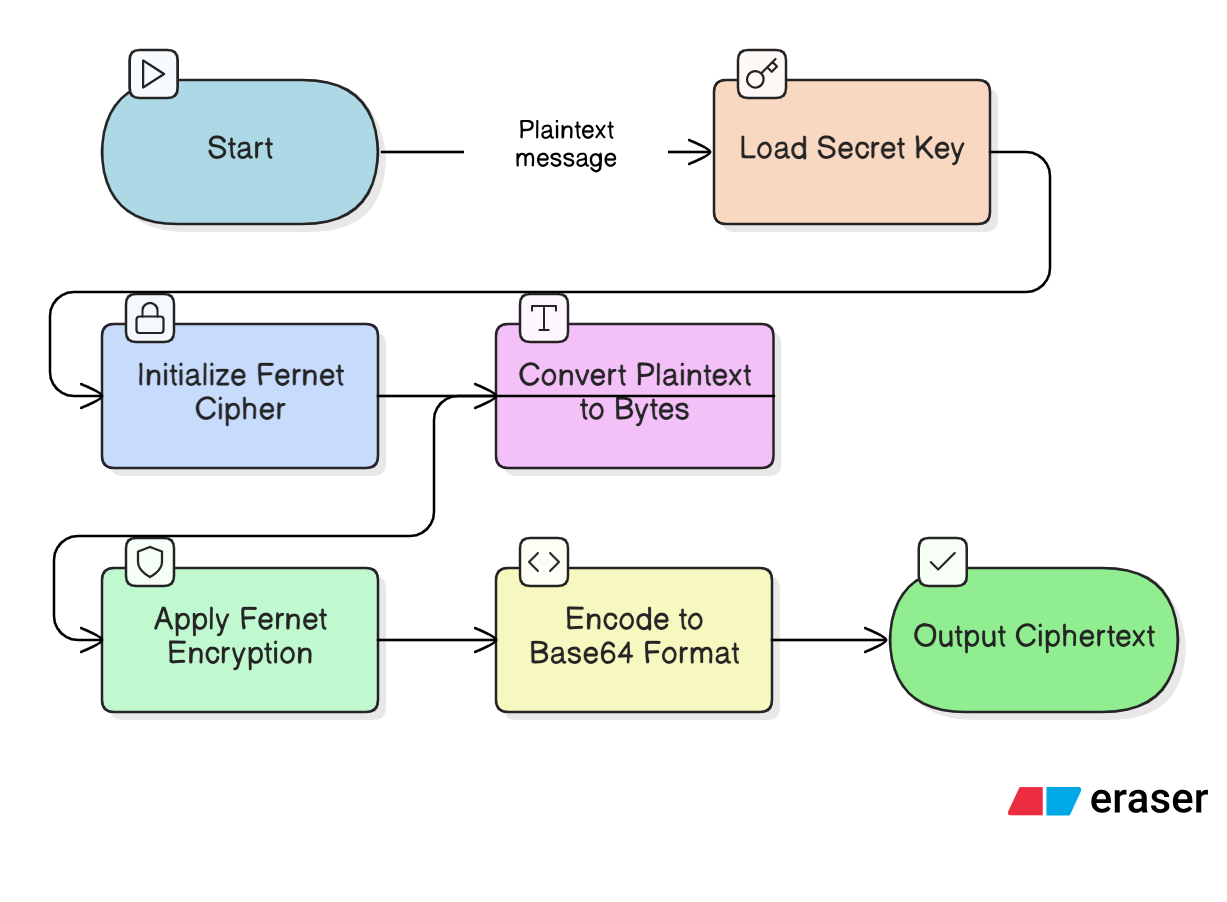 Start
Plaintext
message
Load Secret Key
Initialize Fernet
Cipher
Convert Plaintext
to Bytes
Apply Fernet
Encryption
Encode to
Base64 Format
Output Ciphertext
eraser